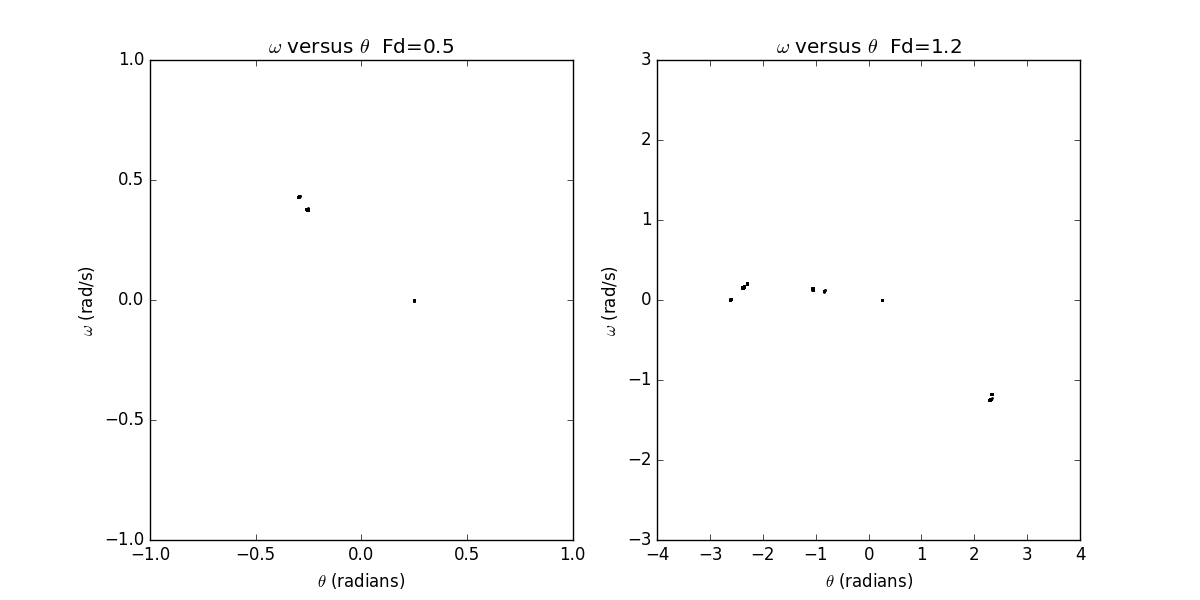 ω versus θ  Fd=0.5
1.0
0.5
0.0
−0.5
−1.0
ω (rad/s)
−1.0 −0.5 0.0 0.5 1.0
θ (radians)
ω versus θ  Fd=1.2
3
2
1
0
−1
−2
−3
ω (rad/s)
−4 −3 −2 −1 0 1 2 3 4
θ (radians)